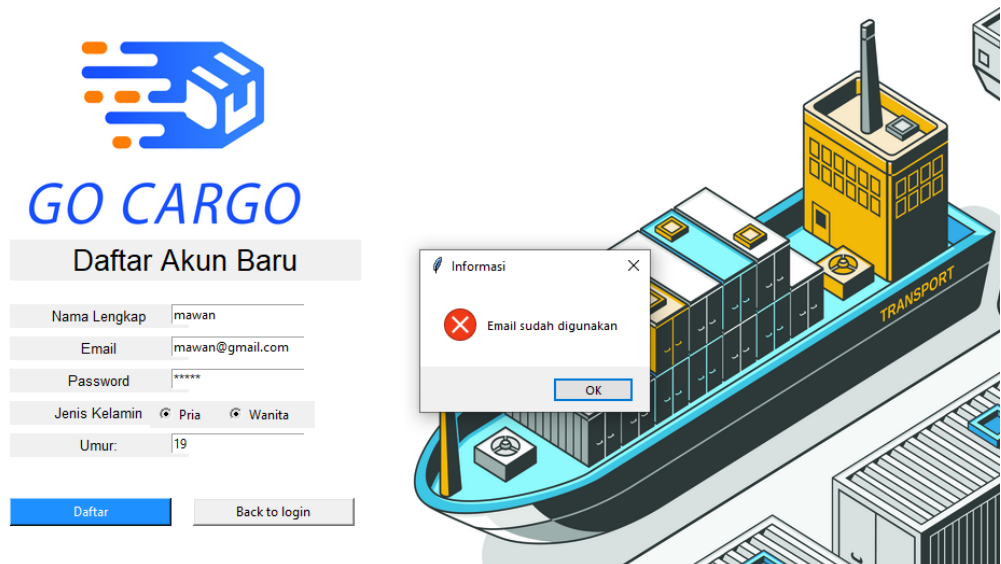 GO CARGO
Daftar Akun Baru
Nama Lengkap mawan
Email mawan@gmail.com
Password *****
Jenis Kelamin Pria Wanita
Umur: 19
Daftar Back to login
Informasi
Email sudah digunakan
OK
TRANSPORT